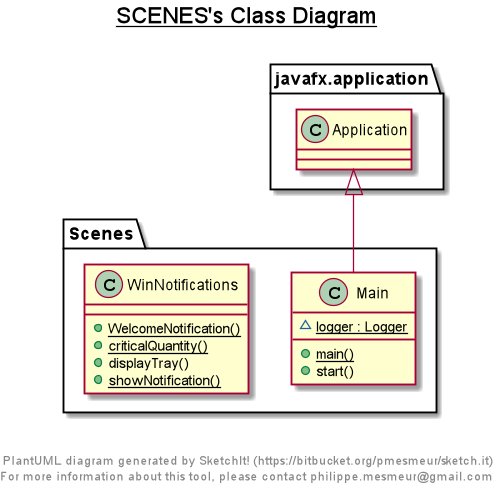 SCENES's Class Diagram
javafx.application
C Application
Scenes
C WinNotifications
WelcomeNotification()
criticalQuantity()
displayTray()
showNotification()
C Main
logger : Logger
main()
start()
PlantUML diagram generated by SketchIt! (https://bitbucket.org/pmesmeur/sketch.it)
For more information about this tool, please contact philippe.mesmeur@gmail.com